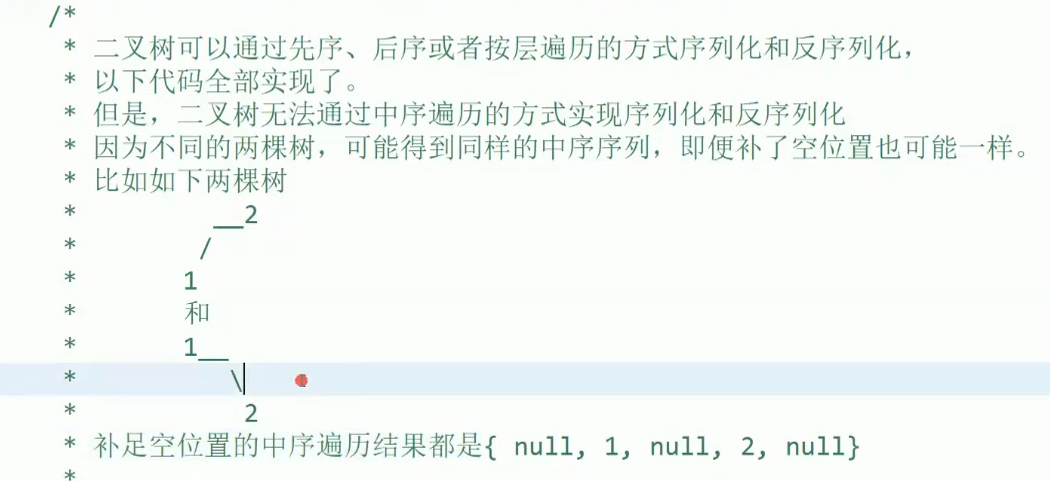 /*
* 二叉树可以通过先序、后序或者按层遍历的方式序列化和反序列化，
* 以下代码全部实现了。
* 但是，二叉树无法通过中序遍历的方式实现序列化和反序列化
* 因为不同的两棵树，可能得到同样的中序序列，即便补了空位置也可能一样。
* 比如如下两棵树
*         __2
*        /
*       1
*       和
*       1__
*          \
*           2
* 补足空位置的中序遍历结果都是{ null, 1, null, 2, null}
*